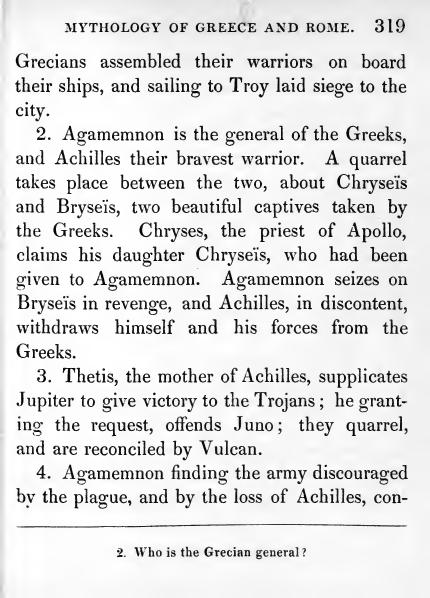 MYTHOLOGY OF GREECE AND ROME. 319
Grecians assembled their warriors on board
their ships, and sailing to Troy laid siege to the
city.
2. Agamemnon is the general of the Greeks,
and Achilles their bravest warrior. A quarrel
takes place between the two, about Chryseïs
and Bryseïs, two beautiful captives taken by
the Greeks. Chryses, the priest of Apollo,
claims his daughter Chryseïs, who had been
given to Agamemnon. Agamemnon seizes on
Bryseïs in revenge, and Achilles, in discontent,
withdraws himself and his forces from the
Greeks.
3. Thetis, the mother of Achilles, supplicates
Jupiter to give victory to the Trojans; he grant-
ing the request, offends Juno; they quarrel,
and are reconciled by Vulcan.
4. Agamemnon finding the army discouraged
by the plague, and by the loss of Achilles, con-
2. Who is the Grecian general?